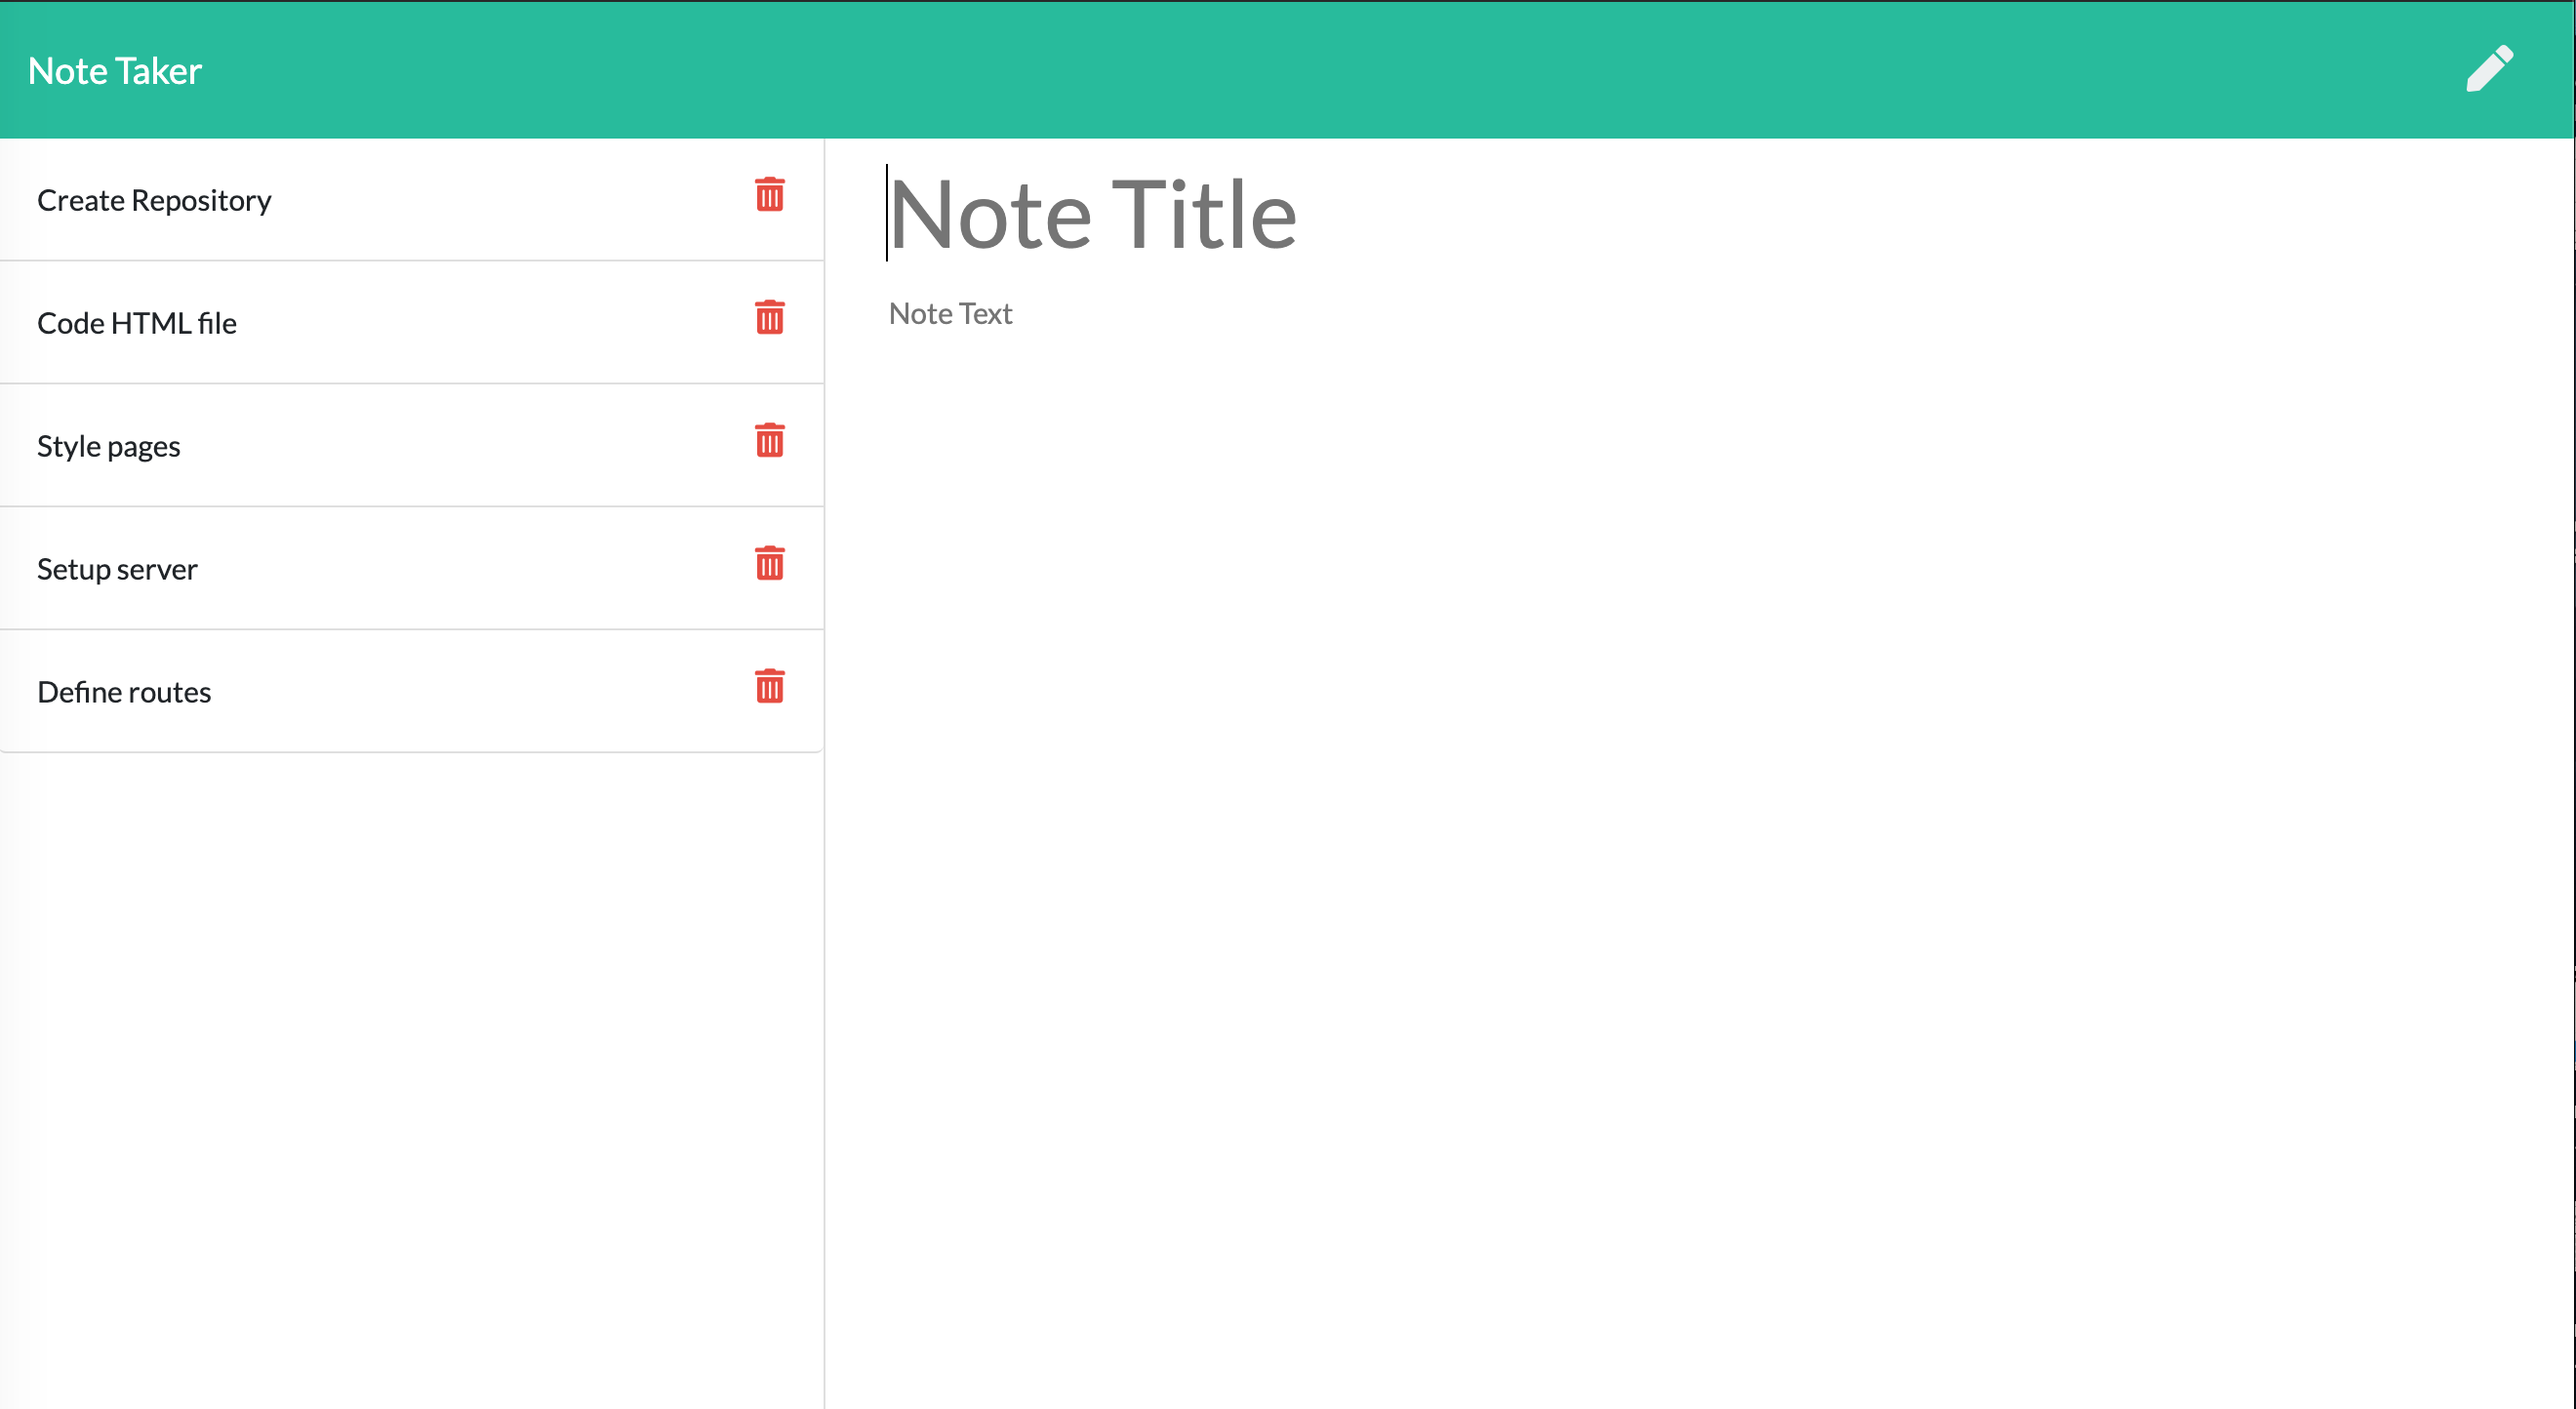 Note Taker
Create Repository
Code HTML file
Style pages
Setup server
Define routes
Note Title
Note Text